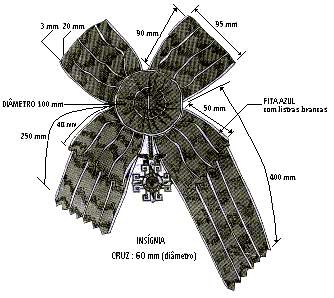 3 mm
20 mm
90 mm
95 mm
DIÂMETRO 100 mm
50 mm
FITA AZUL
com listras brancas
40 mm
250 mm
400 mm
INSÍGNIA
CRUZ : 60 mm (diâmetro)